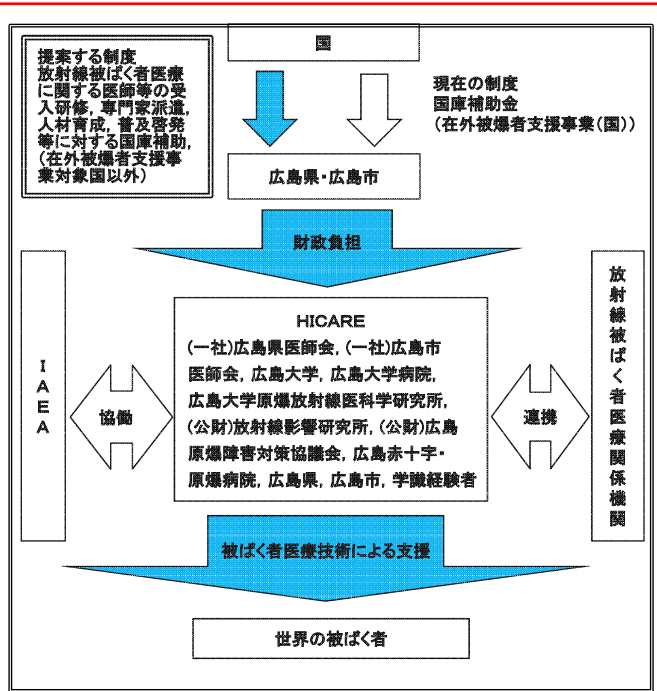 国
提案する制度
放射線被ばく者医療
に関する医師等の受
入研修，専門家派遣，
人材育成，普及啓発
等に対する国庫補助，
（在外被爆者支援事
業対象国以外）
現在の制度
国庫補助金
（在外被爆者支援事業（国））
広島県・広島市
財政負担
IAEA
協働
HICARE
（一社）広島県医師会，（一社）広島市
医師会，広島大学，広島大学病院，
広島大学原爆放射線医科学研究所，
（公財）放射線影響研究所，（公財）広島
原爆障害対策協議会，広島赤十字・
原爆病院，広島県，広島市，学識経験者
連携
放射線被ばく者医療関係機関
被ばく者医療技術による支援
世界の被ばく者